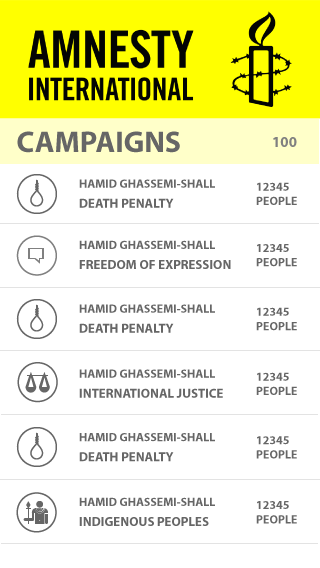 AMNESTY
INTERNATIONAL
CAMPAIGNS 100
HAMID GHASSEMI-SHALL
DEATH PENALTY
12345
PEOPLE
HAMID GHASSEMI-SHALL
FREEDOM OF EXPRESSION
12345
PEOPLE
HAMID GHASSEMI-SHALL
DEATH PENALTY
12345
PEOPLE
HAMID GHASSEMI-SHALL
INTERNATIONAL JUSTICE
12345
PEOPLE
HAMID GHASSEMI-SHALL
DEATH PENALTY
12345
PEOPLE
HAMID GHASSEMI-SHALL
INDIGENOUS PEOPLES
12345
PEOPLE